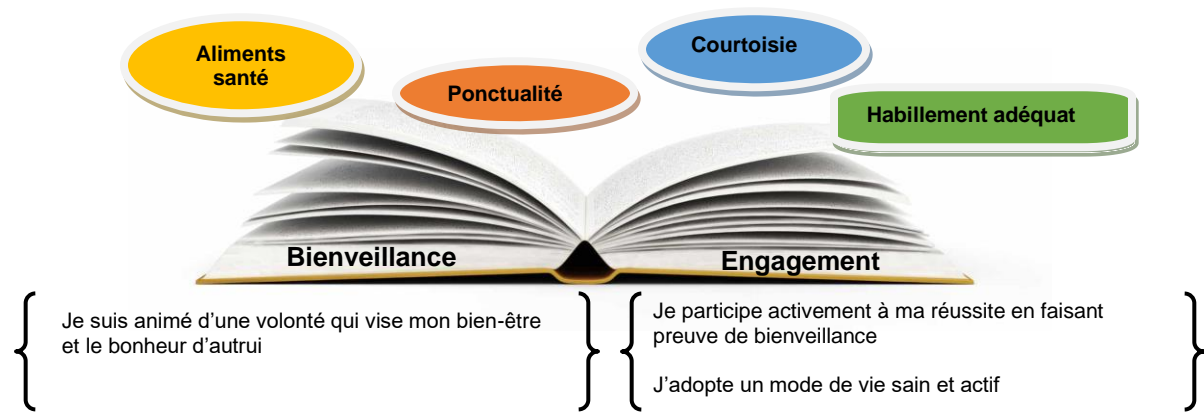 Aliments
santé
Ponctualité
Courtoisie
Habillement adéquat
Bienveillance
Engagement
Je suis animé d’une volonté qui vise mon bien-être
et le bonheur d’autrui
Je participe activement à ma réussite en faisant
preuve de bienveillance
J’adopte un mode de vie sain et actif